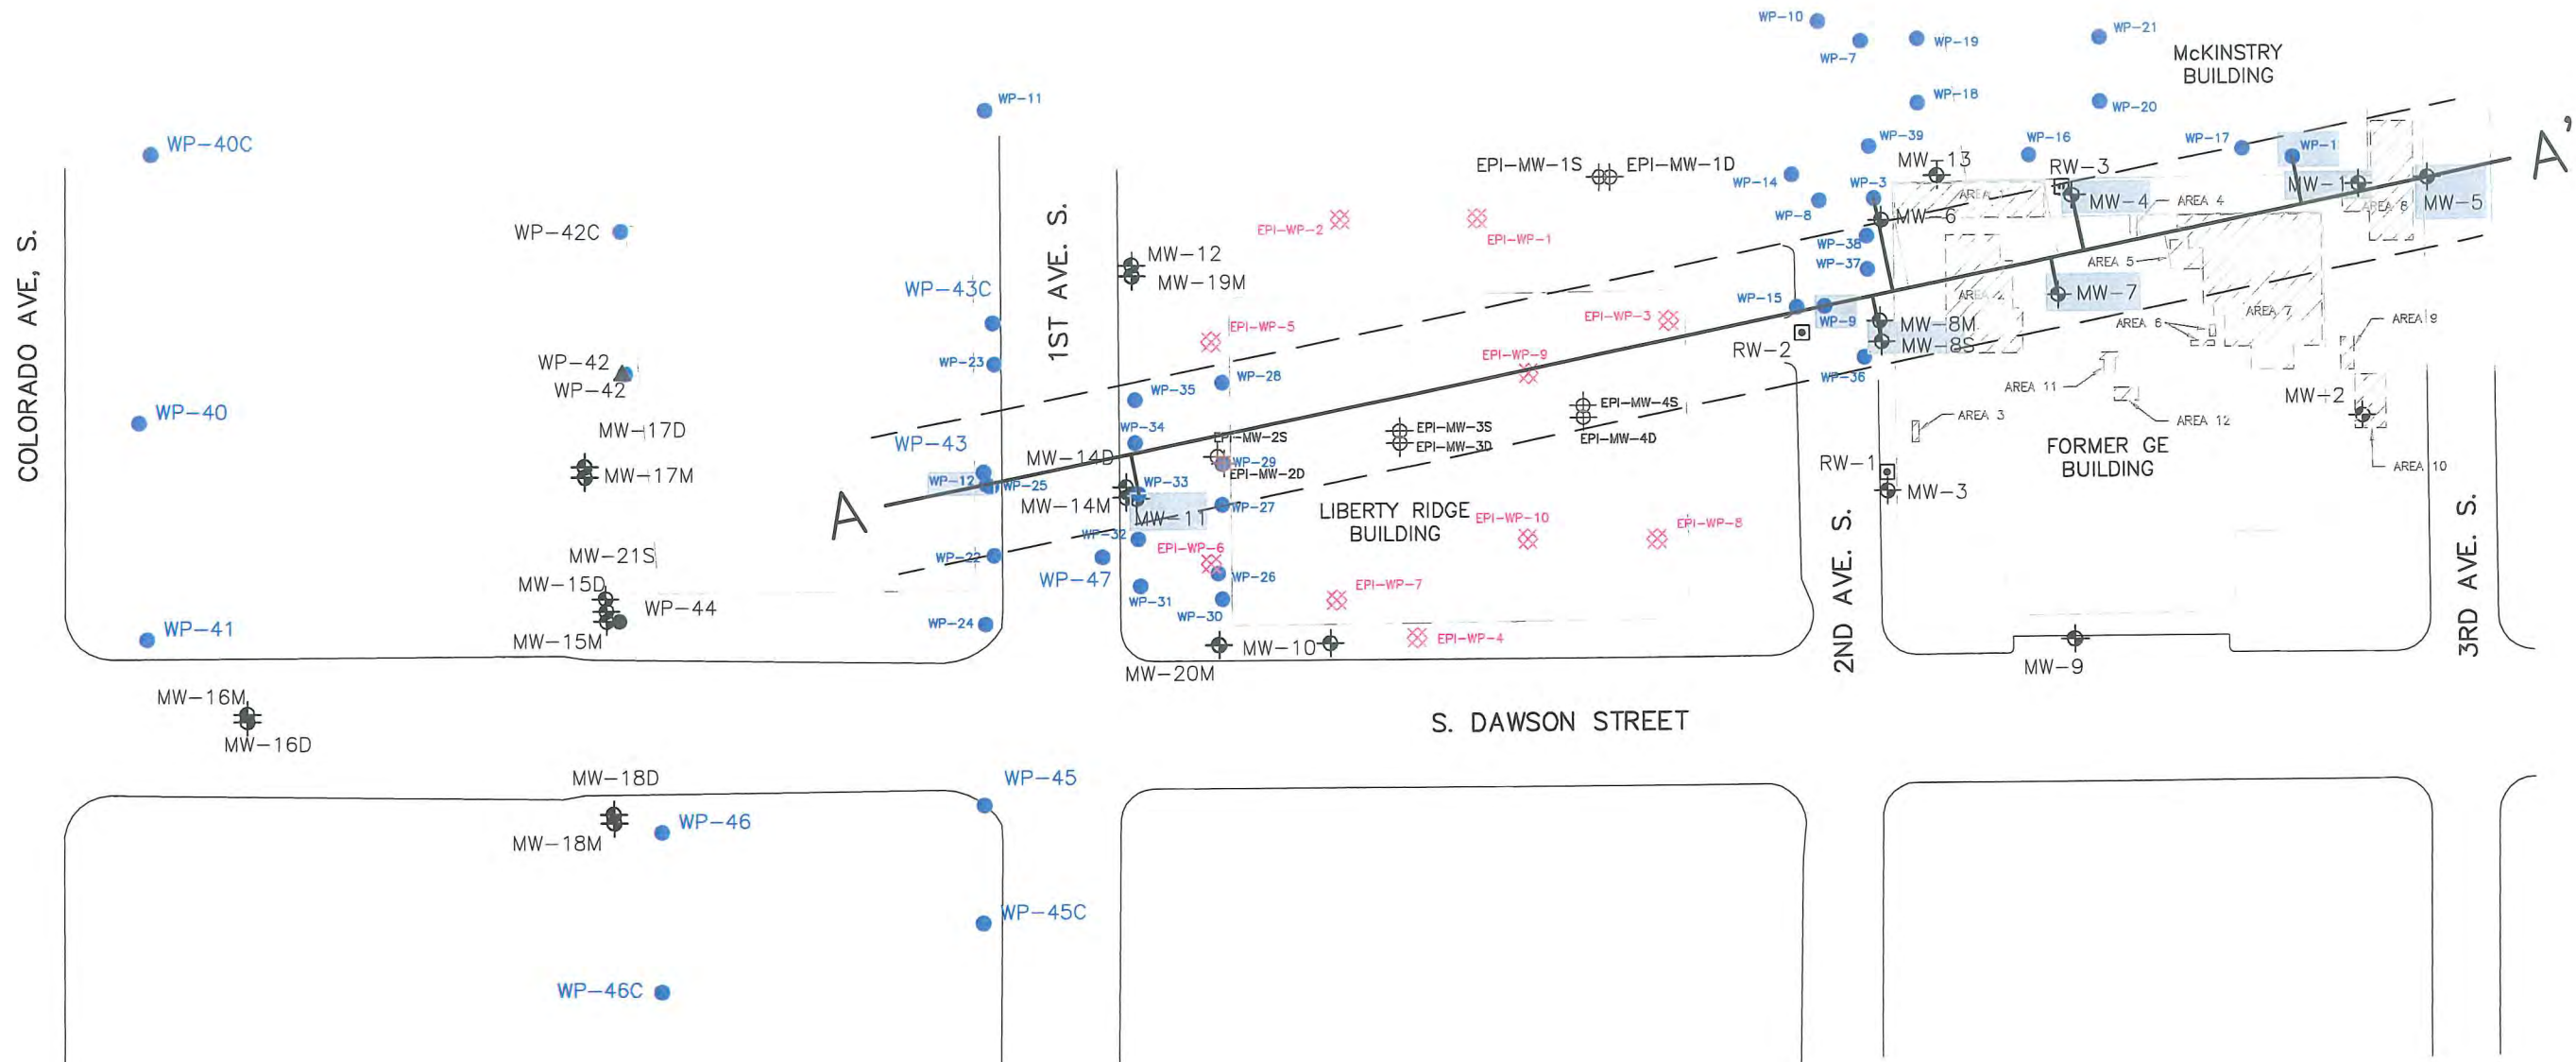 WP-10
WP-7
WP-19
WP-21
McKINSTRY
BUILDING
WP-18
WP-20
WP-11
WP-40C
WP-39
WP-16
WP-17
WP-1
A'
EPI-MW-1S
EPI-MW-1D
MW-13
RW-3
WP-14
WP-3
MW-1
MW-4
AREA 4
AREA 8
MW-5
WP-8
MW-6
EPI-WP-2
EPI-WP-1
WP-42C
COLORADO AVE, S.
1ST AVE. S.
MW-12
MW-19M
WP-38
WP-37
AREA 5
WP-43C
WP-15
WP-9
MW-7
AREA 7
EPI-WP-5
EPI-WP-3
MW-8M
MW-8S
AREA 6
AREA 9
RW-2
WP-42
WP-42
WP-23
EPI-WP-9
WP-35
WP-28
WP-36
AREA 11
MW-2
WP-40
EPI-MW-4S
EPI-MW-4D
AREA 3
AREA 12
MW-17D
MW-17M
WP-43
WP-34
EPI-MW-2S
EPI-MW-3S
EPI-MW-3D
FORMER GE
BUILDING
MW-14D
WP-29
EPI-MW-2D
RW-1
AREA 10
WP-12
WP-25
WP-33
MW-3
A
MW-14M
MW-11
WP-27
LIBERTY RIDGE
BUILDING
EPI-WP-10
EPI-WP-8
2ND AVE. S.
3RD AVE. S.
WP-32
EPI-WP-6
MW-21S
WP-22
WP-47
WP-26
MW-15D
WP-44
EPI-WP-7
WP-31
WP-30
WP-41
MW-15M
WP-24
MW-10
EPI-WP-4
MW-20M
MW-9
MW-16M
MW-16D
S. DAWSON STREET
MW-18D
WP-45
WP-46
MW-18M
WP-45C
WP-46C